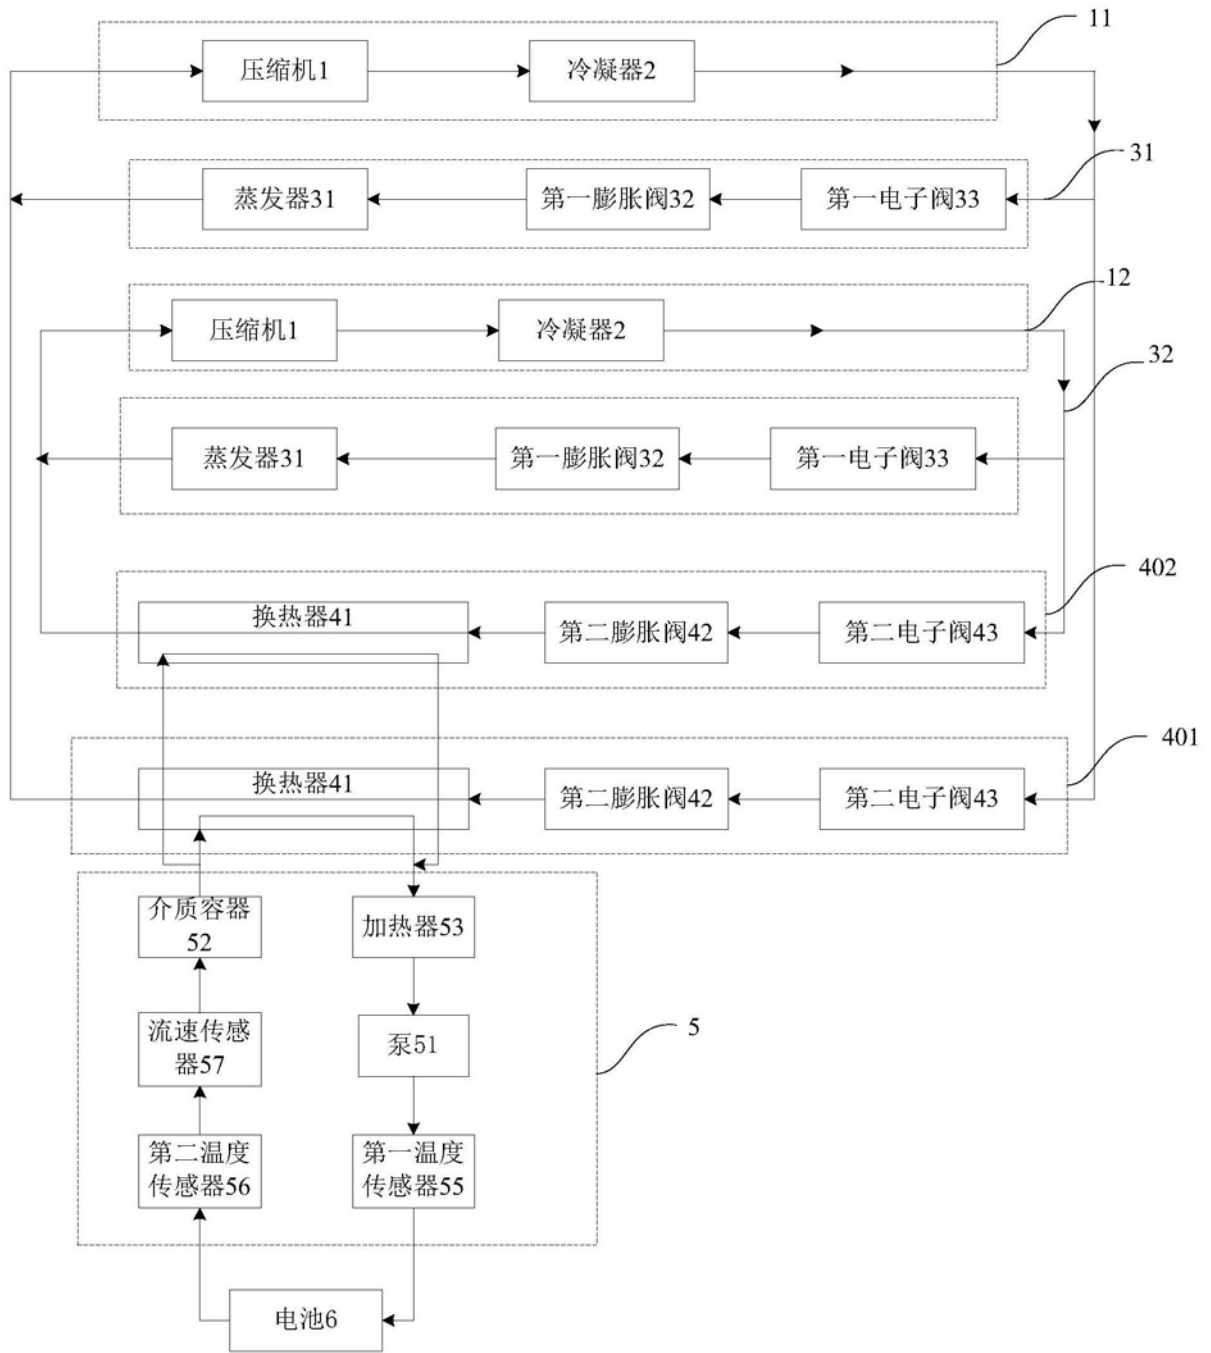 11
压缩机1
冷凝器2
31
蒸发器31
第一膨胀阀32
第一电子阀33
12
压缩机1
冷凝器2
32
蒸发器31
第一膨胀阀32
第一电子阀33
402
换热器41
第二膨胀阀42
第二电子阀43
401
换热器41
第二膨胀阀42
第二电子阀43
介质容器
52
加热器53
流速传感
器57
泵51
5
第二温度
传感器56
第一温度
传感器55
电池6